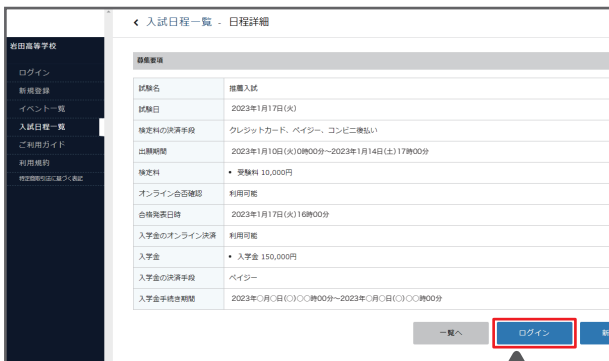 入試日程一覧 - 日程詳細
岩田高等学校
ログイン
新規登録
イベント一覧
入試日程一覧
ご利用ガイド
利用規約
特定商取引法に基づく表記
募集要項
試験名 推薦入試
試験日 2023年1月17日(火)
検定料の決済手段 クレジットカード、ペイジー、コンビニ後払い
出願期間 2023年1月10日(火)0時00分~2023年1月14日(土)17時00分
検定料 • 受験料 10,000円
オンライン合否確認 利用可能
合格発表日時 2023年1月17日(火)16時00分
入学金のオンライン決済 利用可能
入学金 • 入学金 150,000円
入学金の決済手段 ペイジー
入学金手続き期間 2023年○月○日(○)○○時00分~2023年○月○日(○)○○時00分
一覧へ ログイン 新